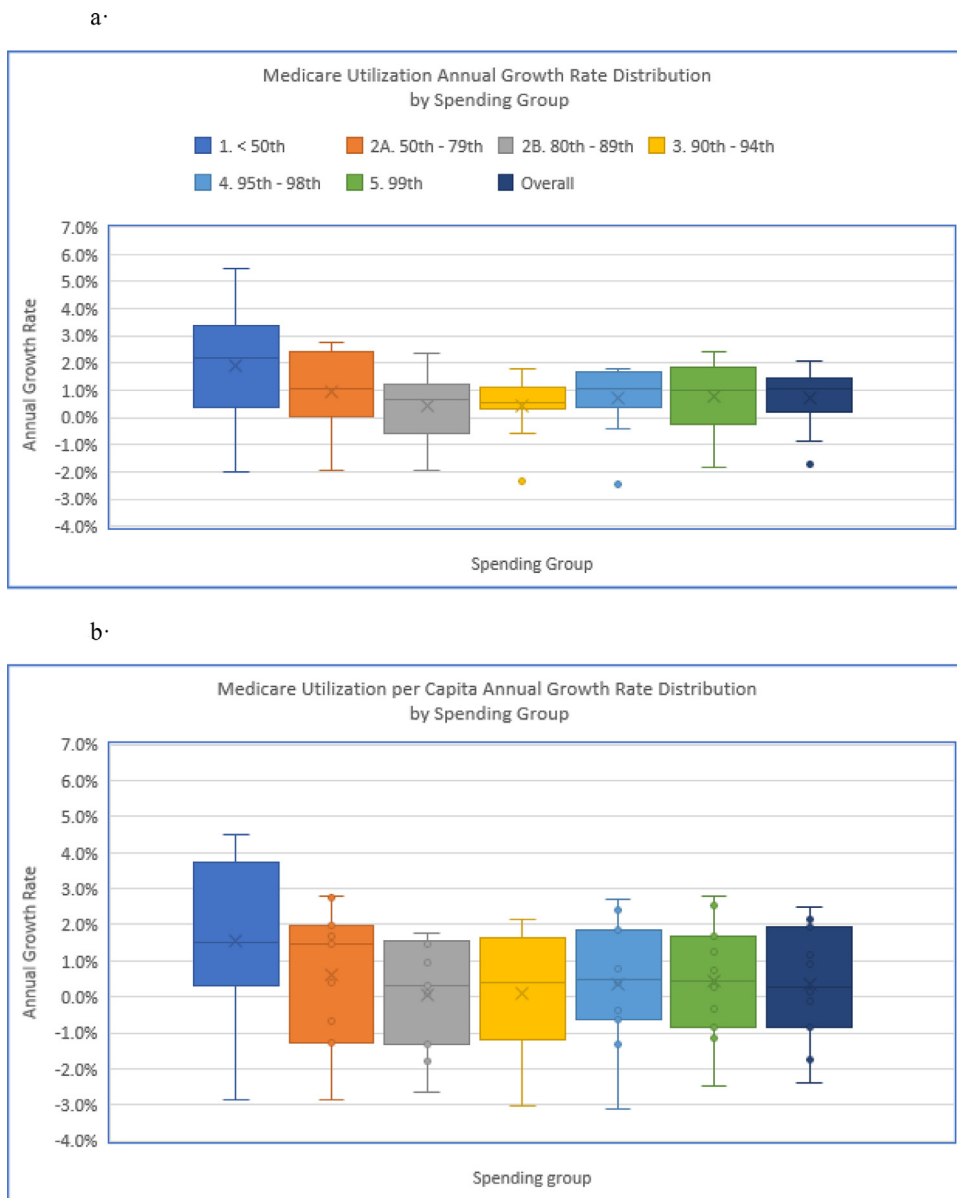 a·
Medicare Utilization Annual Growth Rate Distribution
by Spending Group
1. < 50th 2A. 50th - 79th 2B. 80th - 89th 3. 90th - 94th
4. 95th - 98th 5. 99th Overall
7.0%
6.0%
5.0%
4.0%
3.0%
2.0%
1.0%
0.0%
-1.0%
-2.0%
-3.0%
-4.0%
Annual Growth Rate
Spending Group
b·
Medicare Utilization per Capita Annual Growth Rate Distribution
by Spending Group
7.0%
6.0%
5.0%
4.0%
3.0%
2.0%
1.0%
0.0%
-1.0%
-2.0%
-3.0%
-4.0%
Annual Growth Rate
Spending group